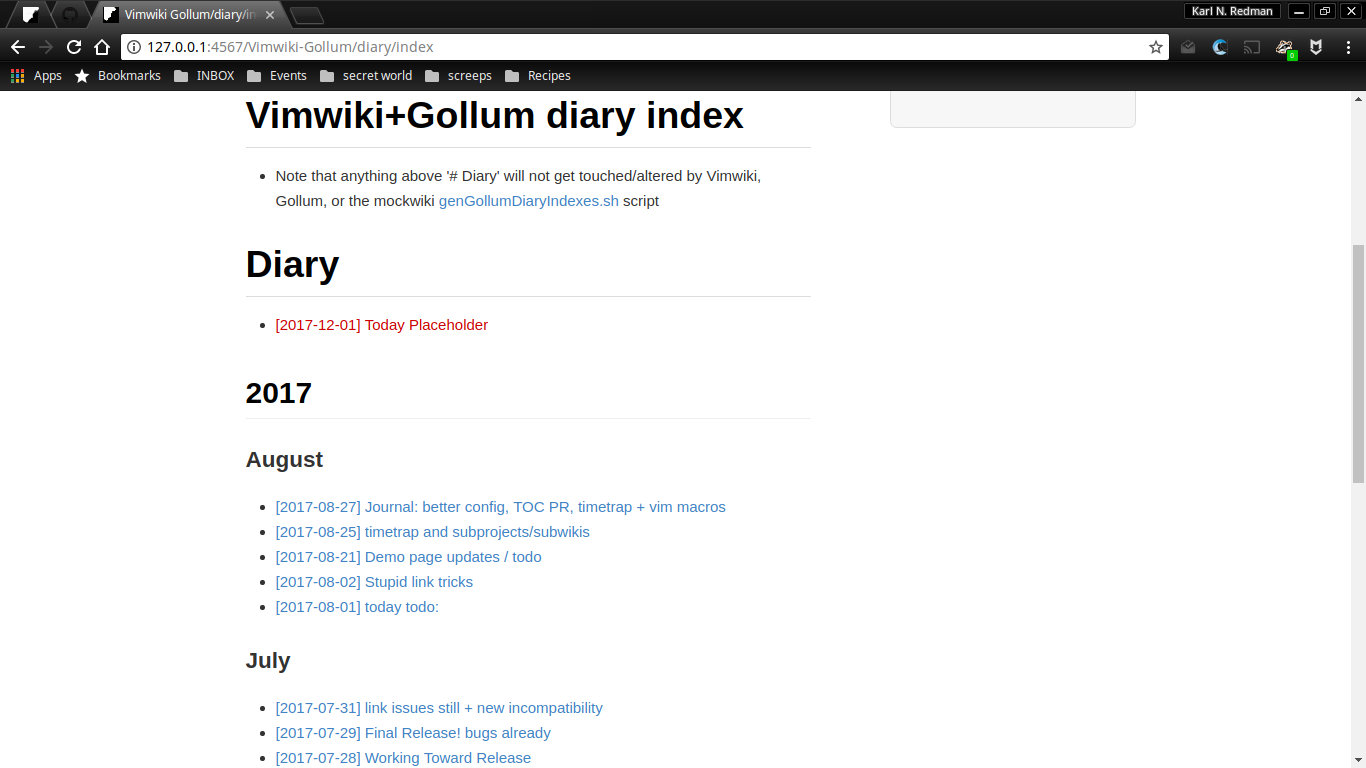 Vimwiki Gollum/diary/in
Karl N. Redman
127.0.0.1:4567/Vimwiki-Gollum/diary/index
0
Apps Bookmarks INBOX Events secret world screeps Recipes
Vimwiki+Gollum diary index
Note that anything above '# Diary' will not get touched/altered by Vimwiki,
Gollum, or the mockwiki genGollumDiaryIndexes.sh script
Diary
[2017-12-01] Today Placeholder
2017
August
[2017-08-27] Journal: better config, TOC PR, timetrap + vim macros
[2017-08-25] timetrap and subprojects/subwikis
[2017-08-21] Demo page updates / todo
[2017-08-02] Stupid link tricks
[2017-08-01] today todo:
July
[2017-07-31] link issues still + new incompatibility
[2017-07-29] Final Release! bugs already
[2017-07-28] Working Toward Release